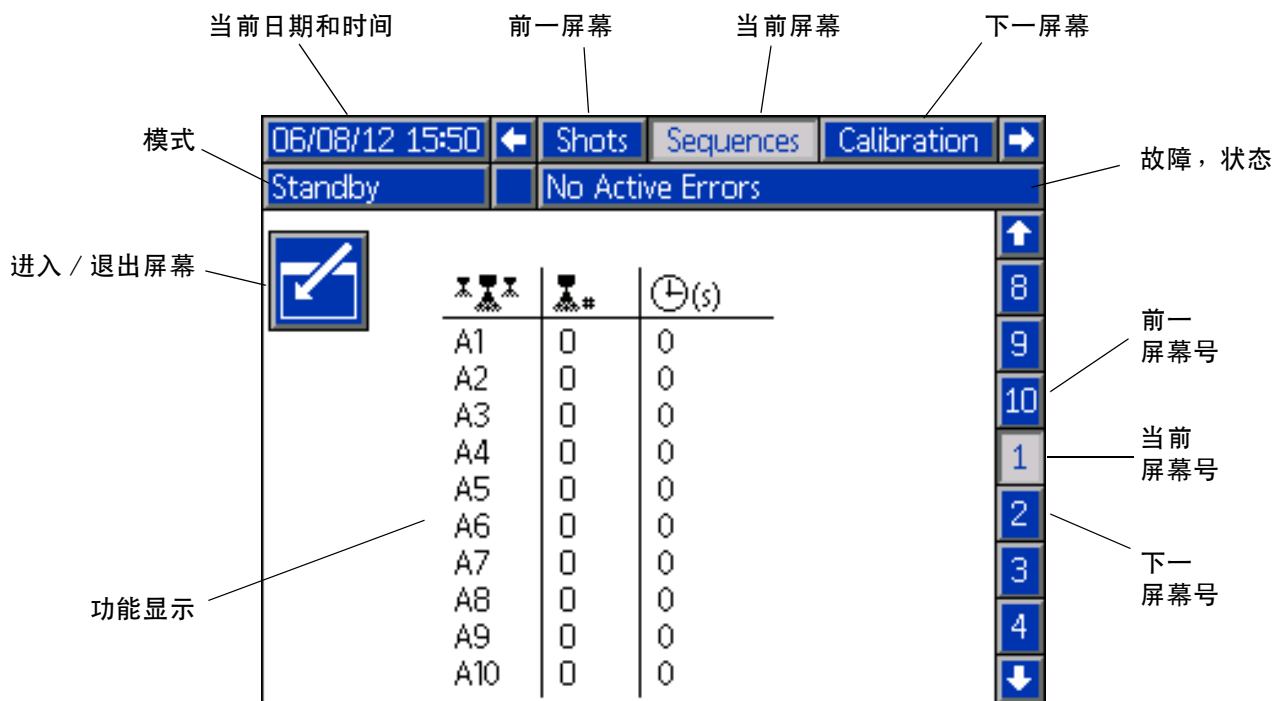 当前日期和时间 前一屏幕 当前屏幕 下一屏幕
模式
06/08/12 15:50 Shots Sequences Calibration
故障，状态
Standby No Active Errors
进入 / 退出屏幕
# (s)
A1 0 0
A2 0 0
A3 0 0
A4 0 0
A5 0 0
A6 0 0
A7 0 0
A8 0 0
A9 0 0
A10 0 0
功能显示
8
9
10
1
2
3
4
前一
屏幕号
当前
屏幕号
下一
屏幕号